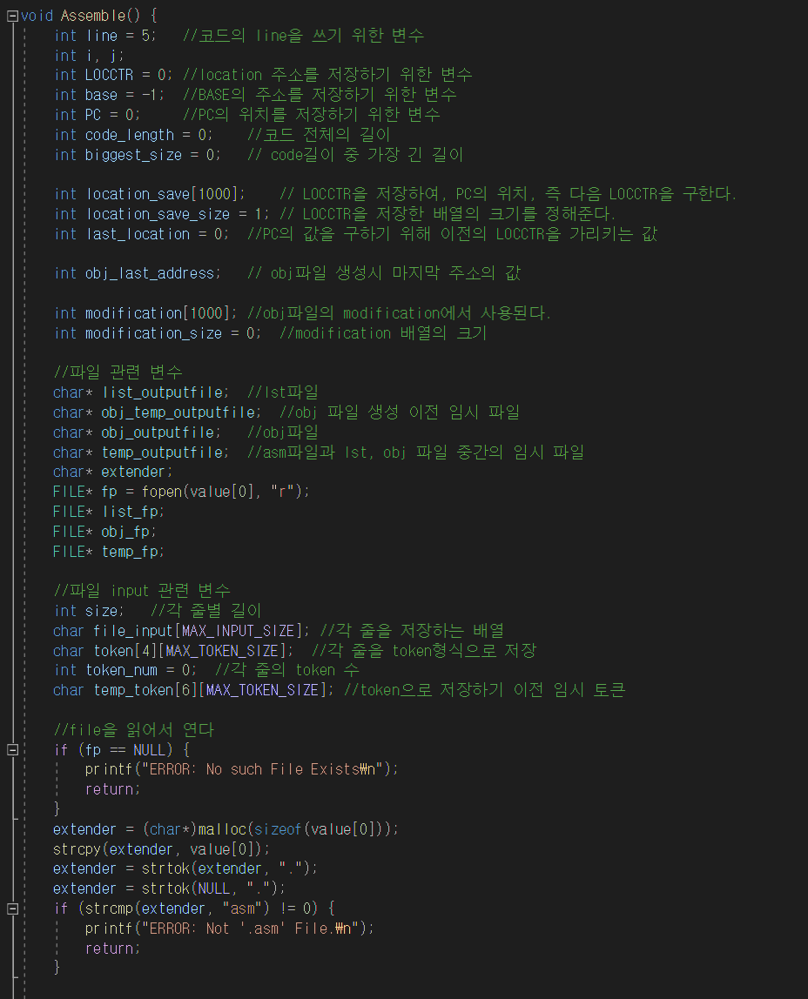 void Assemble() {
int line = 5; //코드의 line을 쓰기 위한 변수
int i, j;
int LOCCTR = 0; //location 주소를 저장하기 위한 변수
int base = -1; //BASE의 주소를 저장하기 위한 변수
int PC = 0; //PC의 위치를 저장하기 위한 변수
int code_length = 0; //코드 전체의 길이
int biggest_size = 0; // code길이 중 가장 긴 길이
int location_save[1000]; // LOCCTR을 저장하여, PC의 위치, 즉 다음 LOCCTR을 구한다.
int location_save_size = 1; // LOCCTR을 저장한 배열의 크기를 정해준다.
int last_location = 0; //PC의 값을 구하기 위해 이전의 LOCCTR을 가리키는 값
int obj_last_address; // obj파일 생성시 마지막 주소의 값
int modification[1000]; //obj파일의 modification에서 사용된다.
int modification_size = 0; //modification 배열의 크기
//파일 관련 변수
char* list_outputfile; //lst파일
char* obj_temp_outputfile; //obj 파일 생성 이전 임시 파일
char* obj_outputfile; //obj파일
char* temp_outputfile; //asm파일과 lst, obj 파일 중간의 임시 파일
char* extender;
FILE* fp = fopen(value[0], "r");
FILE* list_fp;
FILE* obj_fp;
FILE* temp_fp;
//파일 input 관련 변수
int size; //각 줄별 길이
char file_input[MAX_INPUT_SIZE]; //각 줄을 저장하는 배열
char token[4][MAX_TOKEN_SIZE]; //각 줄을 token형식으로 저장
int token_num = 0; //각 줄의 token 수
char temp_token[6][MAX_TOKEN_SIZE]; //token으로 저장하기 이전 임시 토큰
//file을 읽어서 연다
if (fp == NULL) {
printf("ERROR: No such File Exists₩n");
return;
}
extender = (char*)malloc(sizeof(value[0]));
strcpy(extender, value[0]);
extender = strtok(extender, ".");
extender = strtok(NULL, ".");
if (strcmp(extender, "asm") != 0) {
printf("ERROR: Not '.asm' File.₩n");
return;
}